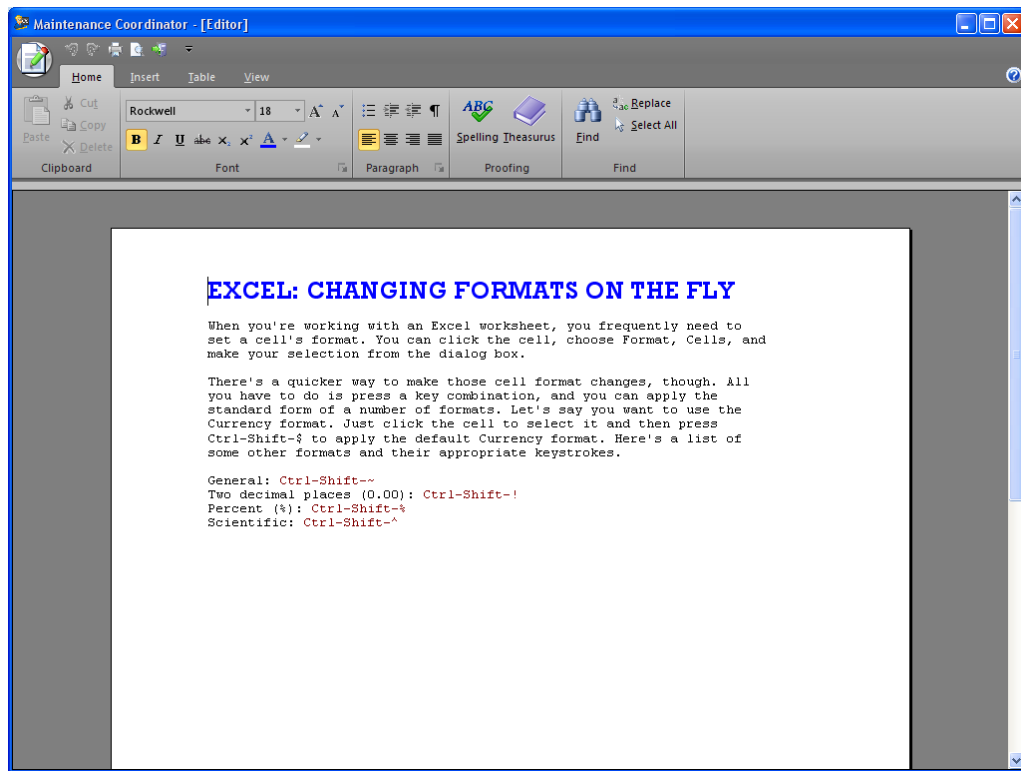 Maintenance Coordinator - [Editor]
Home Insert Table View
Paste
Cut
Copy
Delete
Clipboard
Rockwell 18
B I U abc
Font
Paragraph
ABC
Spelling Theasurus
Proofing
Find
Replace
Select All
Find
EXCEL: CHANGING FORMATS ON THE FLY
When you're working with an Excel worksheet, you frequently need to
set a cell's format. You can click the cell, choose Format, Cells, and
make your selection from the dialog box.
There's a quicker way to make those cell format changes, though. All
you have to do is press a key combination, and you can apply the
standard form of a number of formats. Let's say you want to use the
Currency format. Just click the cell to select it and then press
Ctrl-Shift-$ to apply the default Currency format. Here's a list of
some other formats and their appropriate keystrokes.
General: Ctrl-Shift-~
Two decimal places (0.00): Ctrl-Shift-!
Percent (%): Ctrl-Shift-%
Scientific: Ctrl-Shift-^